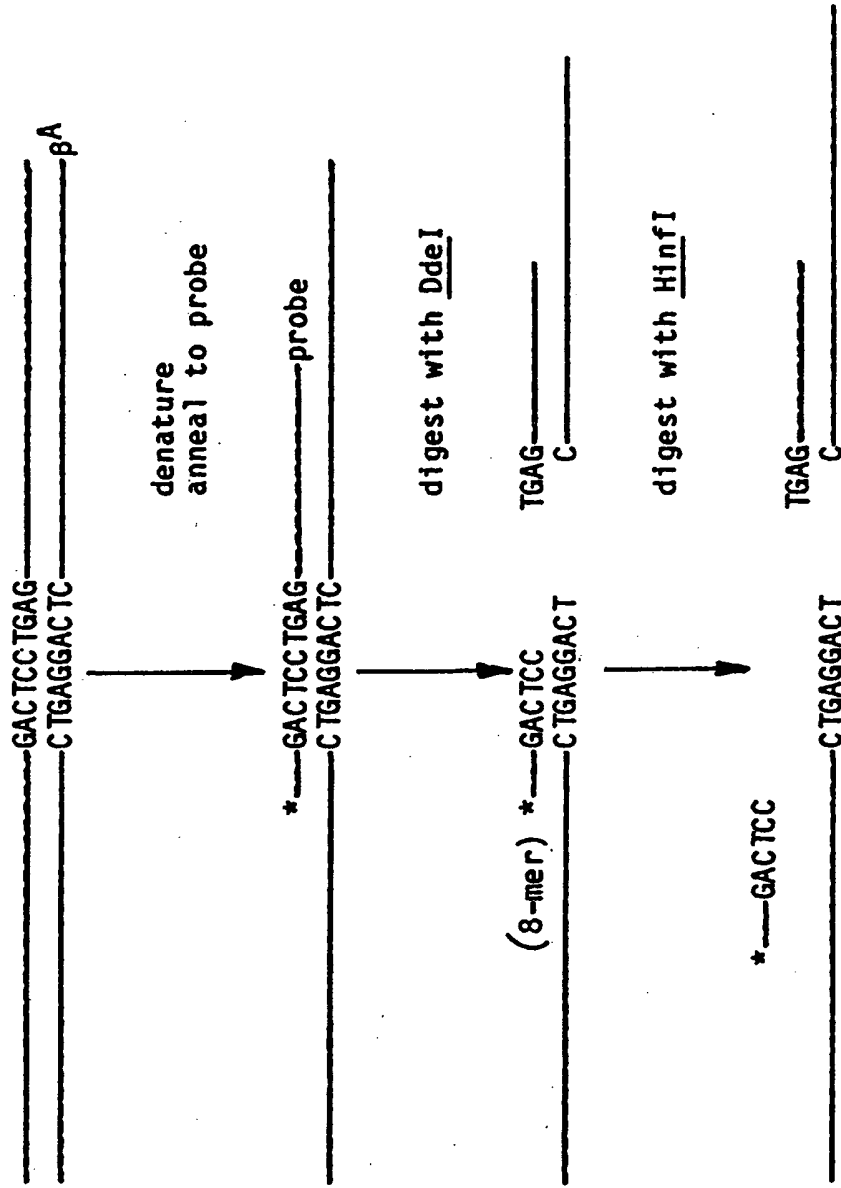 GACTCCTGAG
CTGAGGACTC βA
denature
anneal to probe
* GACTCCTGAG probe
CTGAGGACTC
digest with DdeI
(8-mer) * GACTCC TGAG
CTGAGGACT C
digest with HinfI
* GACTCC TGAG
CTGAGGACT C